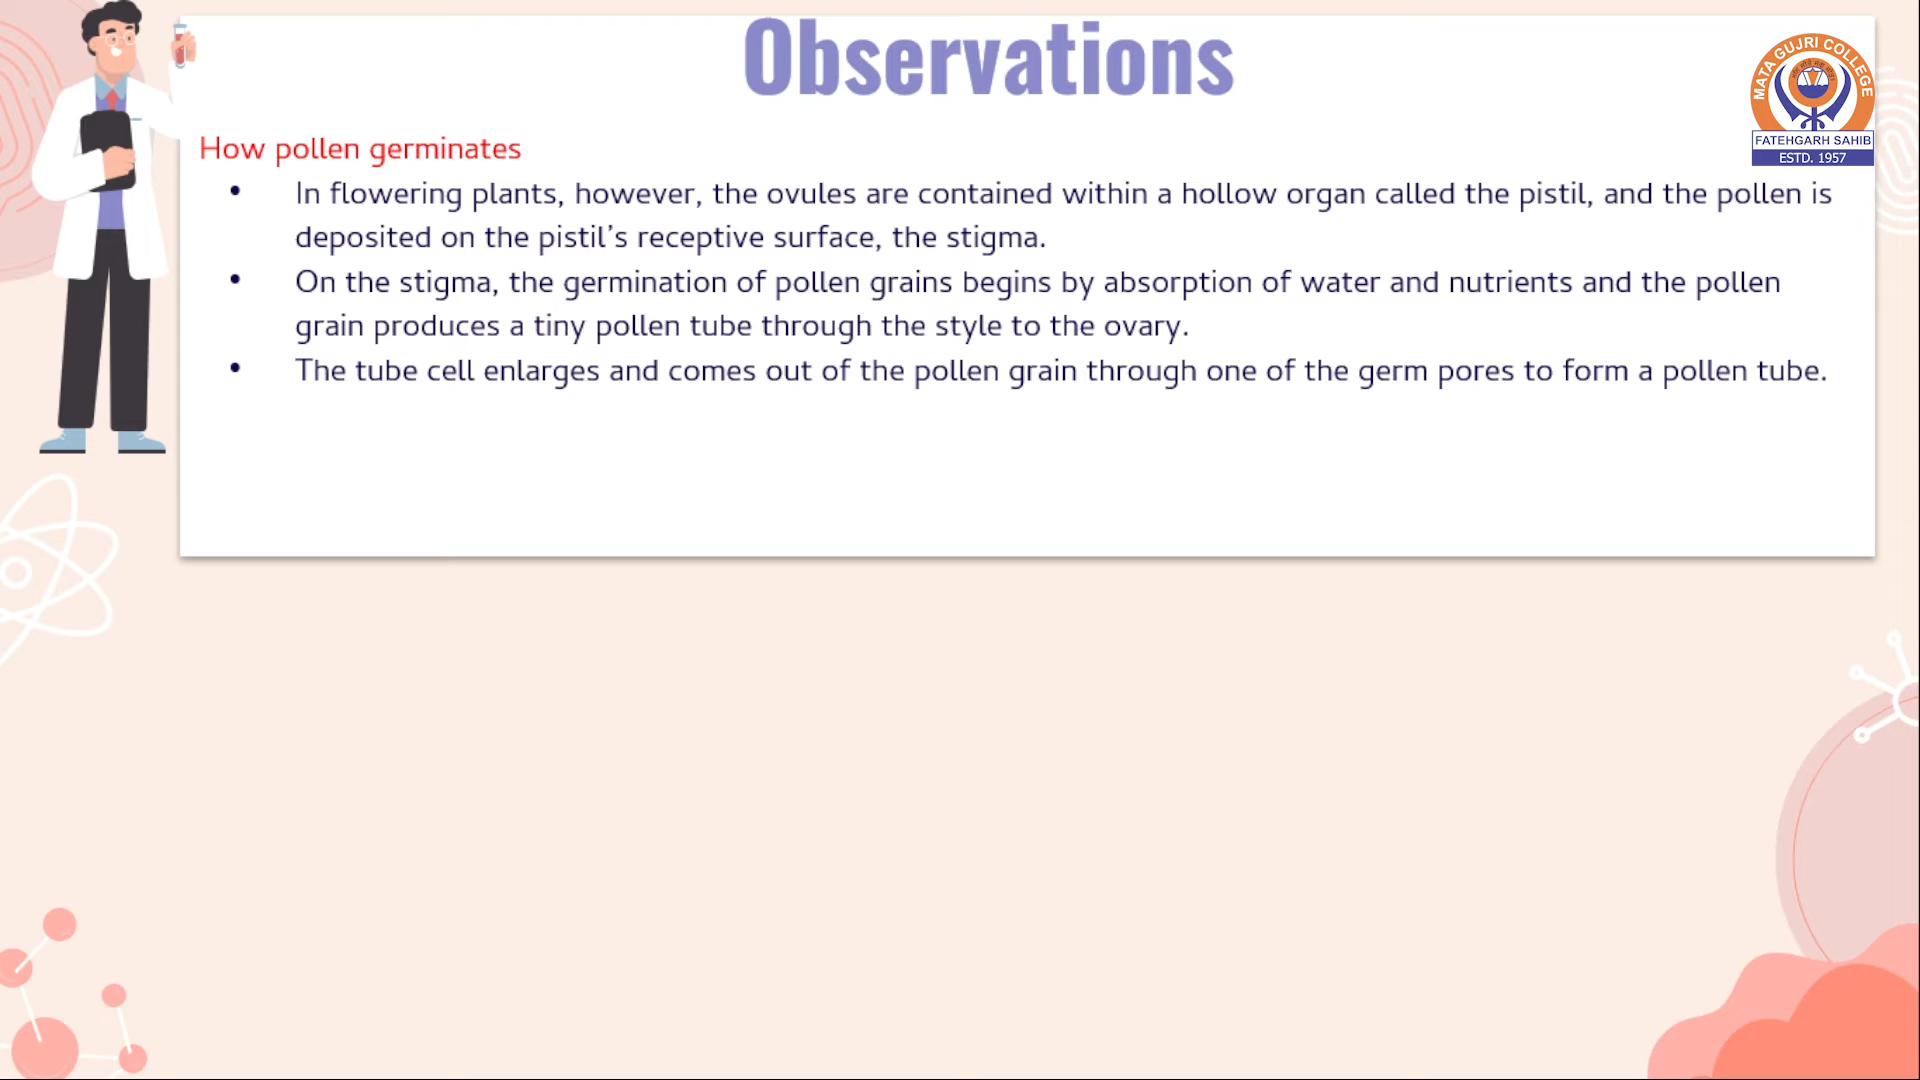 Observations
MATA GUJRI COLLEGE
FATEHGARH SAHIB
ESTD. 1957
How pollen germinates
• In flowering plants, however, the ovules are contained within a hollow organ called the pistil, and the pollen is
deposited on the pistil’s receptive surface, the stigma.
• On the stigma, the germination of pollen grains begins by absorption of water and nutrients and the pollen
grain produces a tiny pollen tube through the style to the ovary.
• The tube cell enlarges and comes out of the pollen grain through one of the germ pores to form a pollen tube.